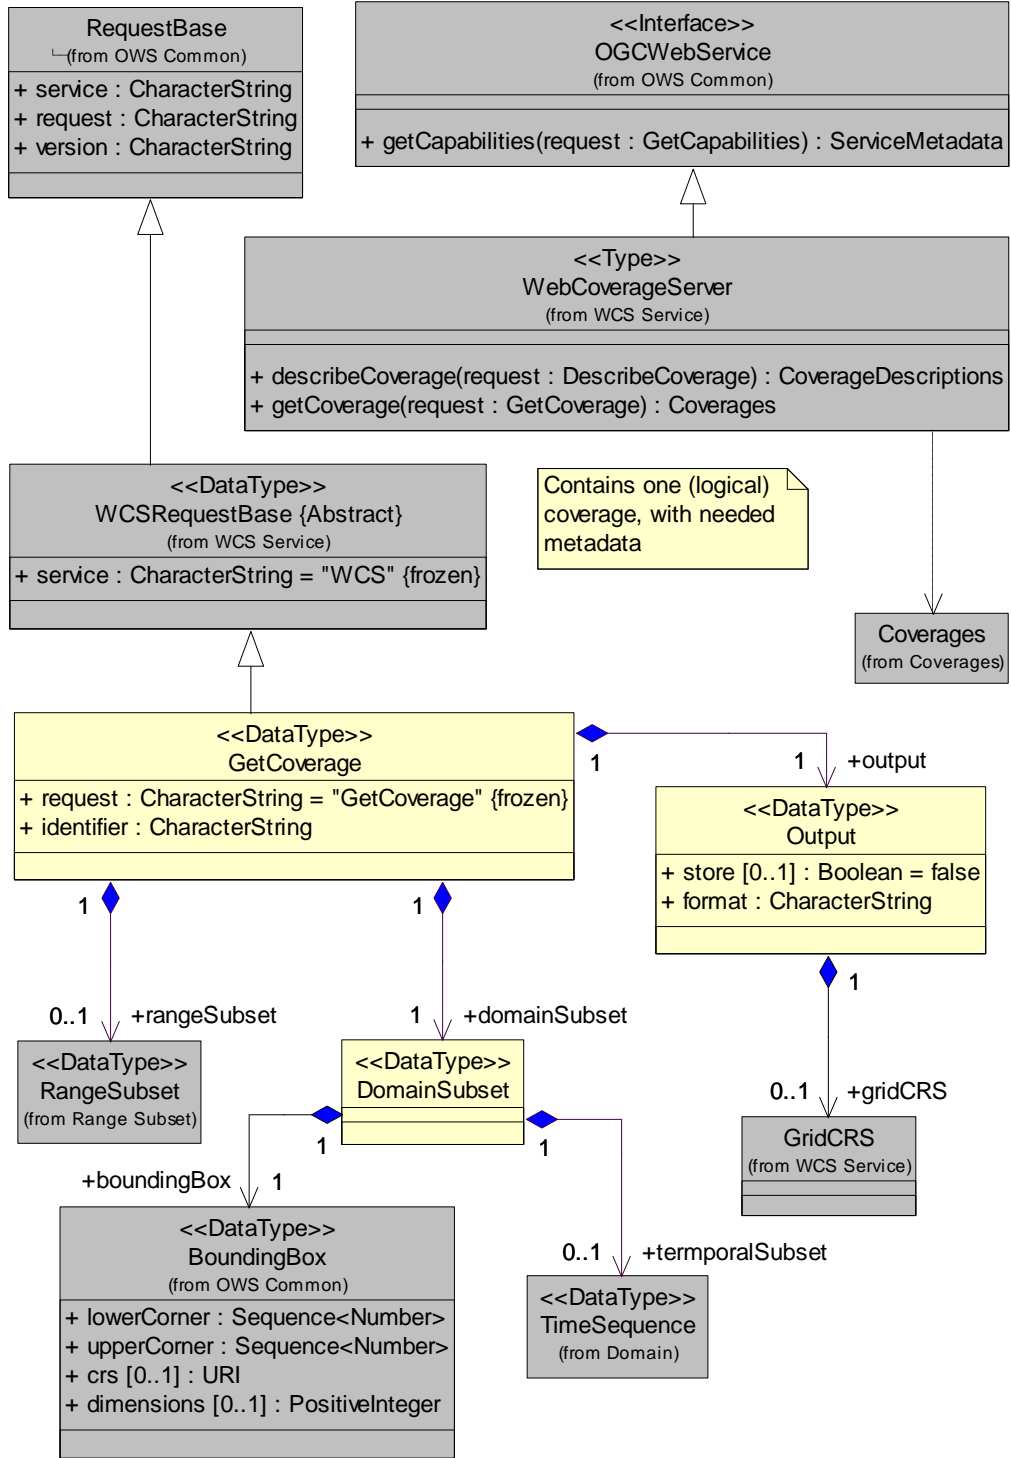 RequestBase
(from OWS Common)
+ service : CharacterString
+ request : CharacterString
+ version : CharacterString
<<Interface>>
OGCWebService
(from OWS Common)
+ getCapabilities(request : GetCapabilities) : ServiceMetadata
<<Type>>
WebCoverageServer
(from WCS Service)
+ describeCoverage(request : DescribeCoverage) : CoverageDescriptions
+ getCoverage(request : GetCoverage) : Coverages
<<DataType>>
WCSRequestBase {Abstract}
(from WCS Service)
+ service : CharacterString = "WCS" {frozen}
Contains one (logical)
coverage, with needed
metadata
Coverages
(from Coverages)
<<DataType>>
GetCoverage
+ request : CharacterString = "GetCoverage" {frozen}
+ identifier : CharacterString
1
1 +output
<<DataType>>
Output
+ store [0..1] : Boolean = false
+ format : CharacterString
1
1
1
0..1 +rangeSubset
1 +domainSubset
<<DataType>>
RangeSubset
(from Range Subset)
<<DataType>>
DomainSubset
0..1 +gridCRS
GridCRS
(from WCS Service)
1
1
+boundingBox 1
<<DataType>>
BoundingBox
(from OWS Common)
+ lowerCorner : Sequence<Number>
+ upperCorner : Sequence<Number>
+ crs [0..1] : URI
+ dimensions [0..1] : PositiveInteger
0..1 +termporalSubset
<<DataType>>
TimeSequence
(from Domain)